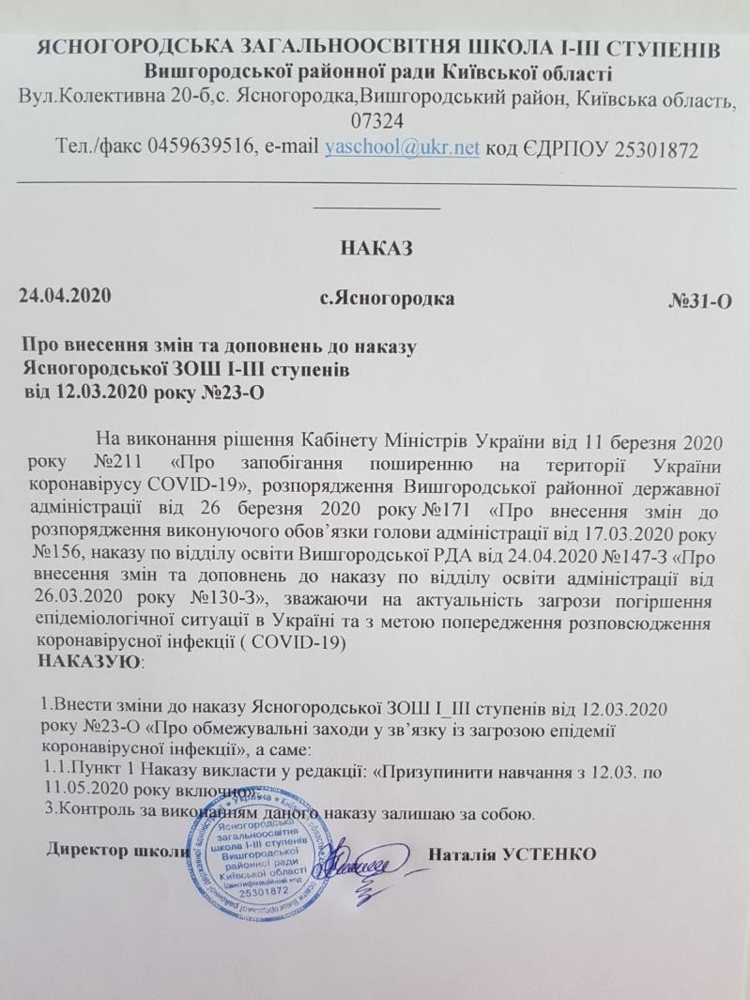 ЯСНОГОРОДСЬКА ЗАГАЛЬНООСВІТНЯ ШКОЛА І-ІІІ СТУПЕНІВ
Вишгородської районної ради Київської області
Вул.Колективна 20-б,с. Ясногородка,Вишгородський район, Київська область,
07324
Тел./факс 0459639516, e-mail yaschool@ukr.net код ЄДРПОУ 25301872
НАКАЗ
24.04.2020 с.Ясногородка №31-О
Про внесення змін та доповнень до наказу
Ясногородської ЗОШ І-ІІІ ступенів
від 12.03.2020 року №23-О
На виконання рішення Кабінету Міністрів України від 11 березня 2020
року №211 «Про запобігання поширенню на території України
коронавірусу COVID-19», розпорядження Вишгородської районної державної
адміністрації від 26 березня 2020 року №171 «Про внесення змін до
розпорядження виконуючого обов’язки голови адміністрації від 17.03.2020 року
№156, наказу по відділу освіти Вишгородської РДА від 24.04.2020 №147-З «Про
внесення змін та доповнень до наказу по відділу освіти адміністрації від
26.03.2020 року №130-З», зважаючи на актуальність загрози погіршення
епідеміологічної ситуації в Україні та з метою попередження розповсюдження
коронавірусної інфекції ( COVID-19)
НАКАЗУЮ:
1.Внести зміни до наказу Ясногородської ЗОШ І_ІІІ ступенів від 12.03.2020
року №23-О «Про обмежувальні заходи у зв’язку із загрозою епідемії
коронавірусної інфекції», а саме:
1.1.Пункт 1 Наказу викласти у редакції: «Призупинити навчання з 12.03. по
11.05.2020 року включно».
3.Контроль за виконанням даного наказу залишаю за собою.
Директор школи Наталія УСТЕНКО
Україна • Київської області
освіти Вишгородської районної державної адміністрації
Ясногородська
загальноосвітня
школа І-ІІІ ступенів
Вишгородської
районної ради
Київської області
Ідентифікаційний код
25301872